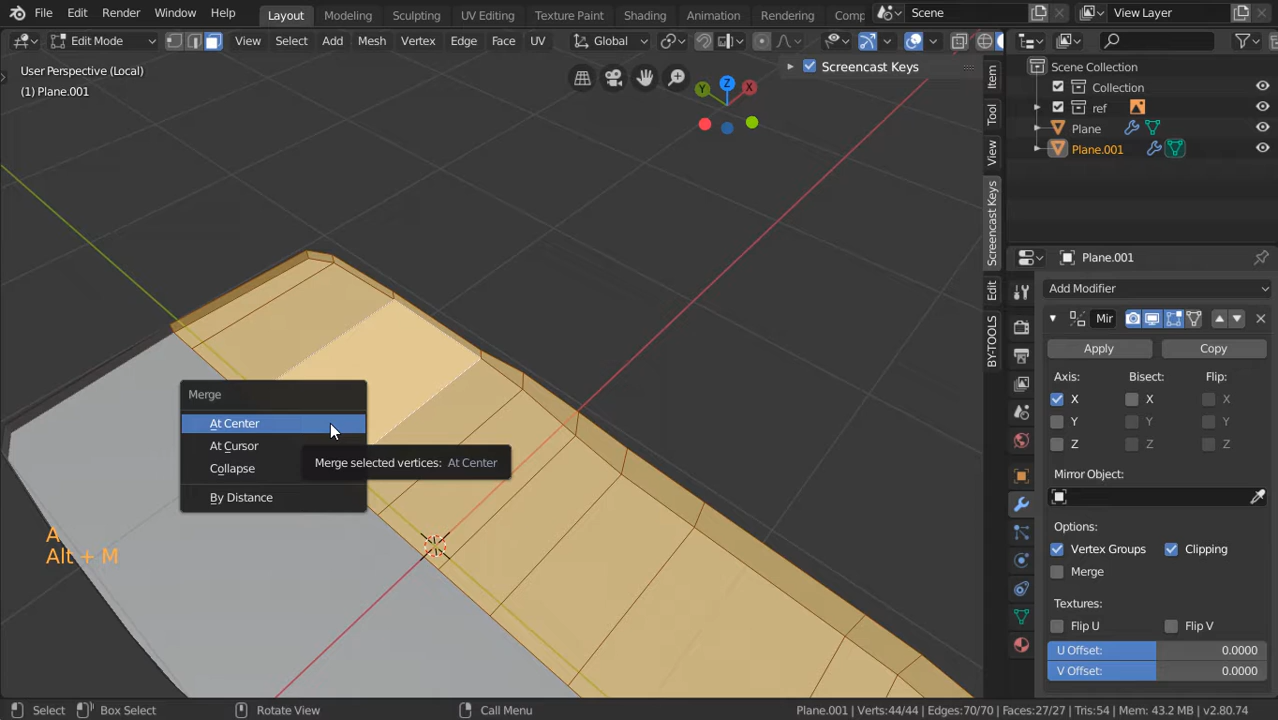 File Edit Render Window Help Layout Modeling Sculpting UV Editing Texture Paint Shading Animation Rendering Comp Scene View Layer
Edit Mode View Select Add Mesh Vertex Edge Face UV Global
User Perspective (Local)
(1) Plane.001
Screencast Keys
Z
Y
X
Item
Tool
View
Screencast Keys
Edit
BY-TOOLS
Scene Collection
Collection
ref
Plane
Plane.001
Plane.001
Add Modifier
Mir
Apply Copy
Axis: Bisect: Flip:
X X X
Y Y Y
Z Z Z
Mirror Object:
Options:
Vertex Groups Clipping
Merge
Textures:
Flip U Flip V
U Offset: 0.0000
V Offset: 0.0000
Merge
At Center
At Cursor
Collapse
By Distance
Merge selected vertices: At Center
A
Alt + M
Select Box Select Rotate View Call Menu Plane.001 | Verts:44/44 | Edges:70/70 | Faces:27/27 | Tris:54 | Mem: 43.2 MB | v2.80.74